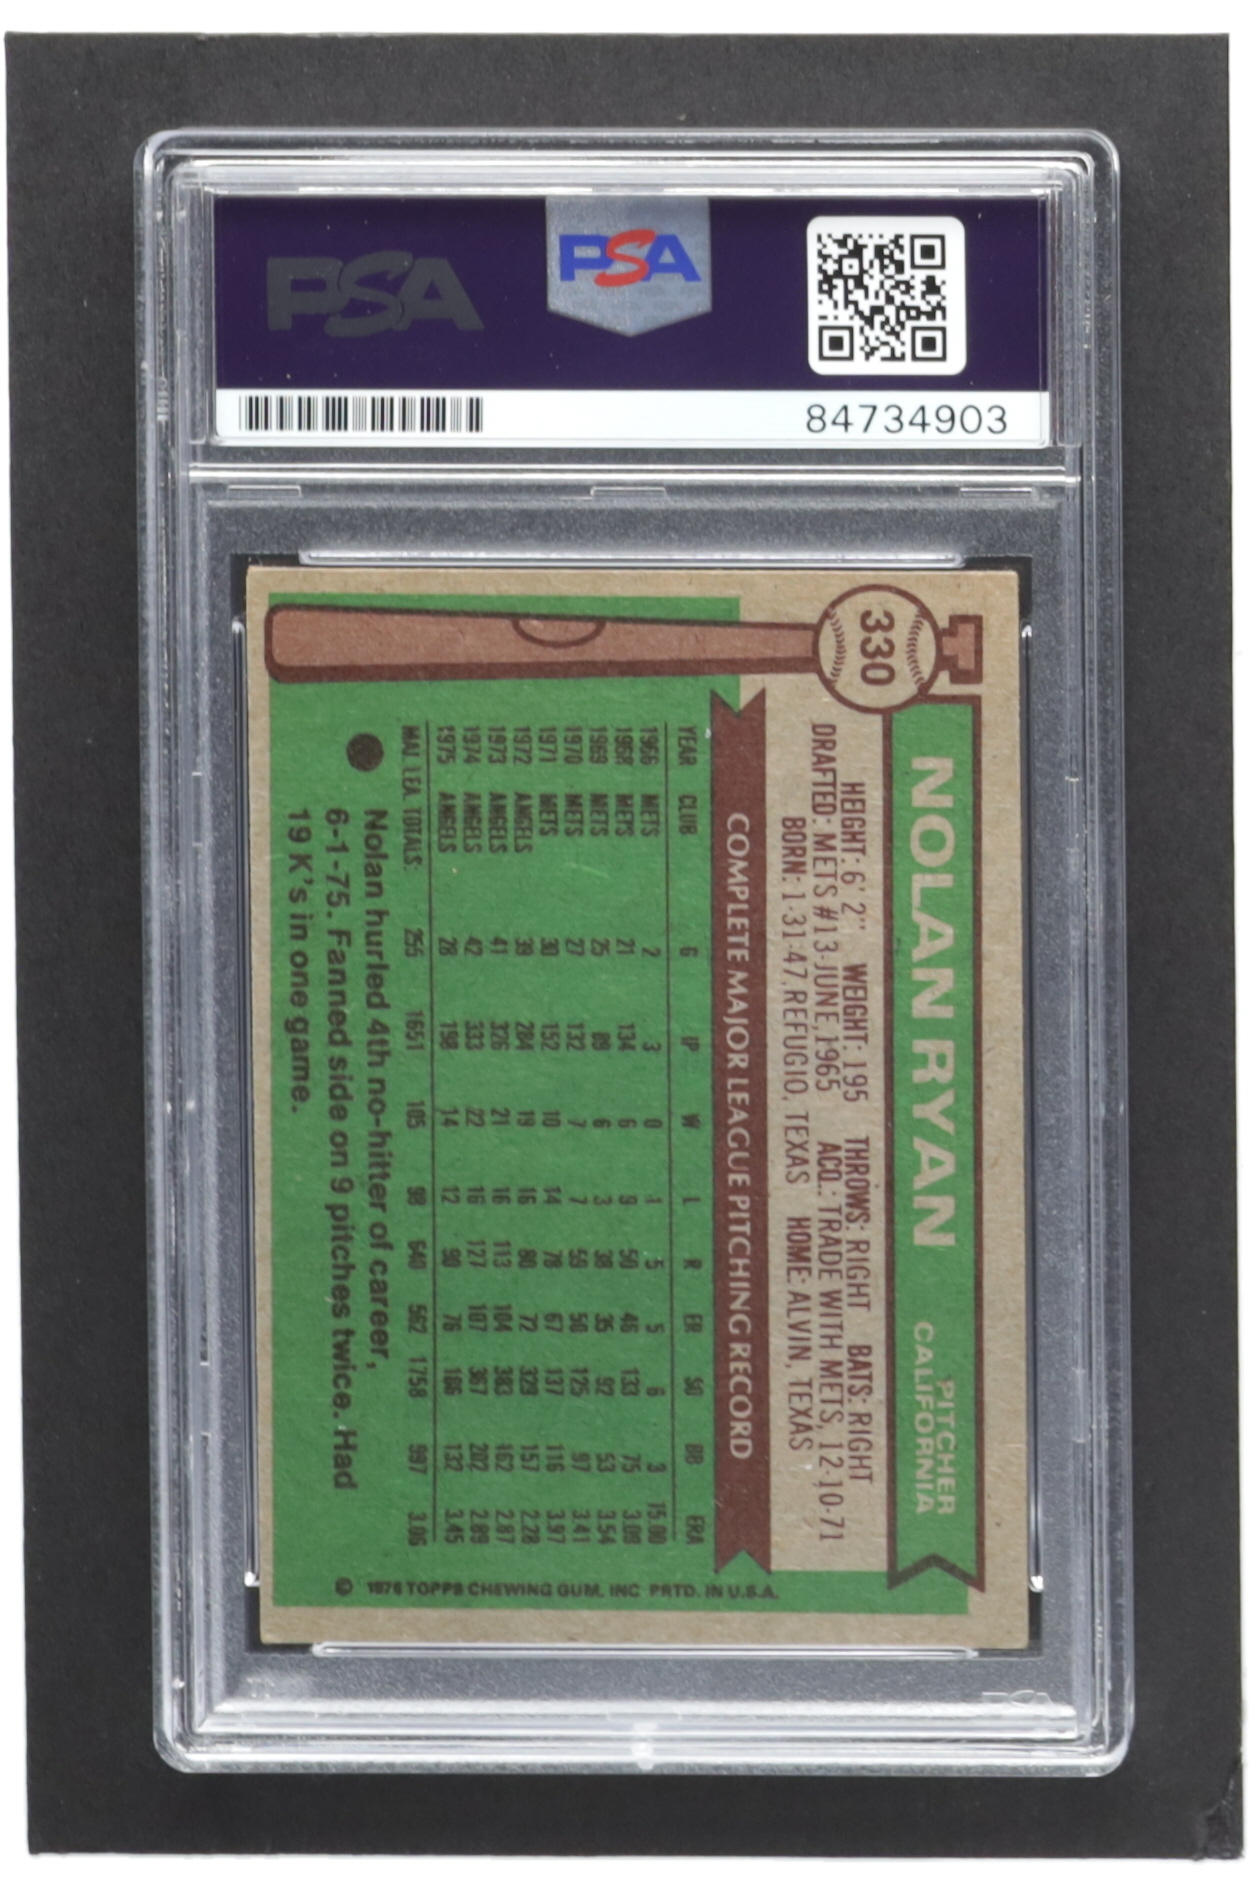 PSA
PSA
84734903
330
NOLAN RYAN
PITCHER
CALIFORNIA
HEIGHT: 6' 2" WEIGHT: 195 THROWS: RIGHT BATS: RIGHT
DRAFTED: METS #13-JUNE, 1965 ACQ.: TRADE WITH METS, 12-10-71
BORN: 1-31-47, REFUGIO, TEXAS HOME: ALVIN, TEXAS
COMPLETE MAJOR LEAGUE PITCHING RECORD
YEAR CLUB G IP W L R ER SO BB ERA
1966 METS 2 3 0 1 5 5 6 3 15.00
1968 METS 21 134 6 9 50 46 133 75 3.09
1969 METS 25 89 6 3 38 35 92 53 3.54
1970 METS 27 132 7 11 59 50 125 97 3.41
1971 METS 30 152 10 14 78 67 137 116 3.97
1972 ANGELS 39 284 19 16 80 72 329 157 2.28
1973 ANGELS 41 326 21 16 113 104 383 162 2.87
1974 ANGELS 42 333 22 16 127 107 367 202 2.89
1975 ANGELS 28 198 14 12 90 76 186 132 3.45
MAJ. LEA. TOTALS: 255 1651 105 98 640 562 1758 997 3.06
Nolan hurled 4th no-hitter of career,
6-1-75. Fanned side on 9 pitches twice. Had
19 K's in one game.
© 1976 TOPPS CHEWING GUM, INC. PRTD. IN U.S.A.